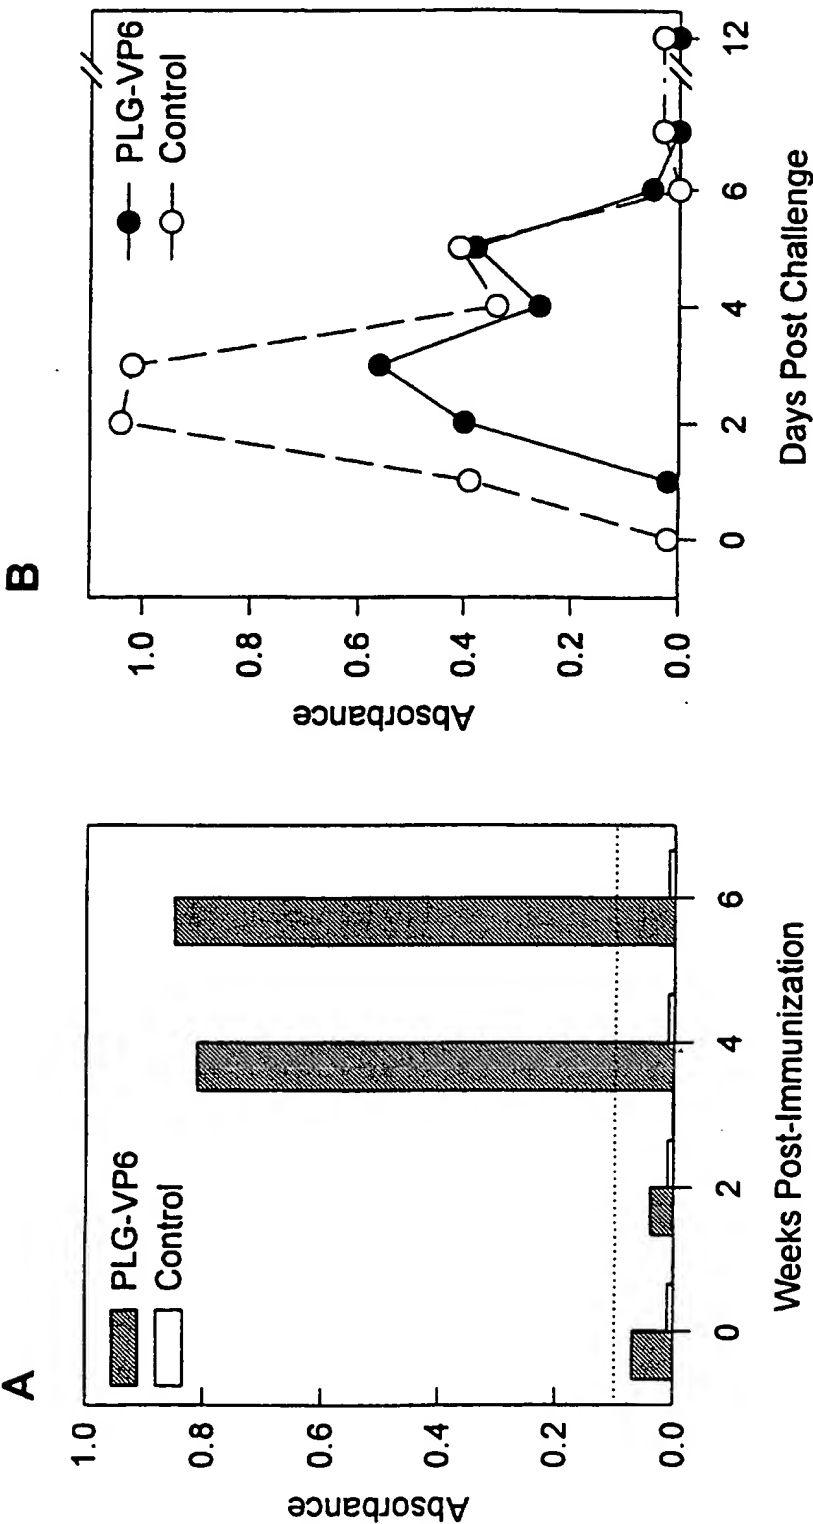 A
PLG-VP6
Control
1.0
0.8
0.6
0.4
0.2
0.0
Absorbance
0
2
4
6
Weeks Post-Immunization
B
PLG-VP6
Control
1.0
0.8
0.6
0.4
0.2
0.0
Absorbance
0
2
4
6
12
Days Post Challenge